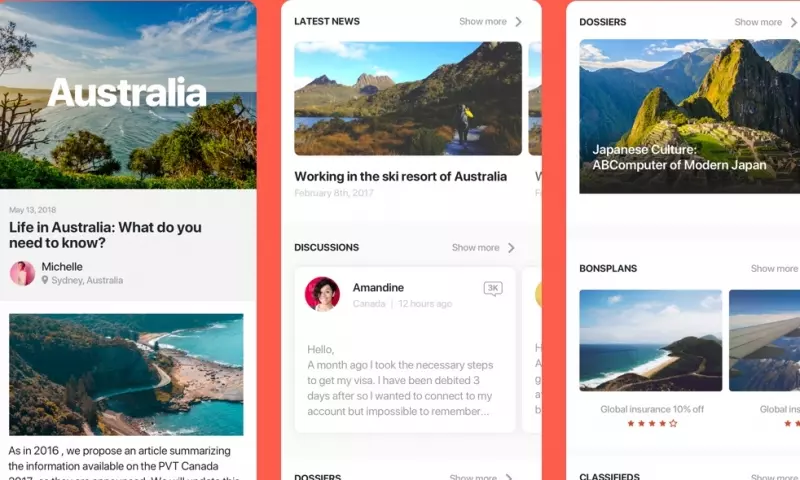 Australia
May 13, 2018
Life in Australia: What do you
need to know?
Michelle
Sydney, Australia
As in 2016 , we propose an article summarizing
the information available on the PVT Canada
LATEST NEWS
Show more
Working in the ski resort of Australia
February 8th, 2017
DISCUSSIONS
Show more
Amandine
3K
Canada | 12 hours ago
Hello,
A month ago I took the necessary steps
to get my visa. I have been debited 3
days after so I wanted to connect to my
account but impossible to remember...
DOSSIERS
Show more
DOSSIERS
Show more
Japanese Culture:
ABComputer of Modern Japan
BONSPLANS
Show more
Global insurance 10% off
Global ins
CLASSIFIEDS
Show more